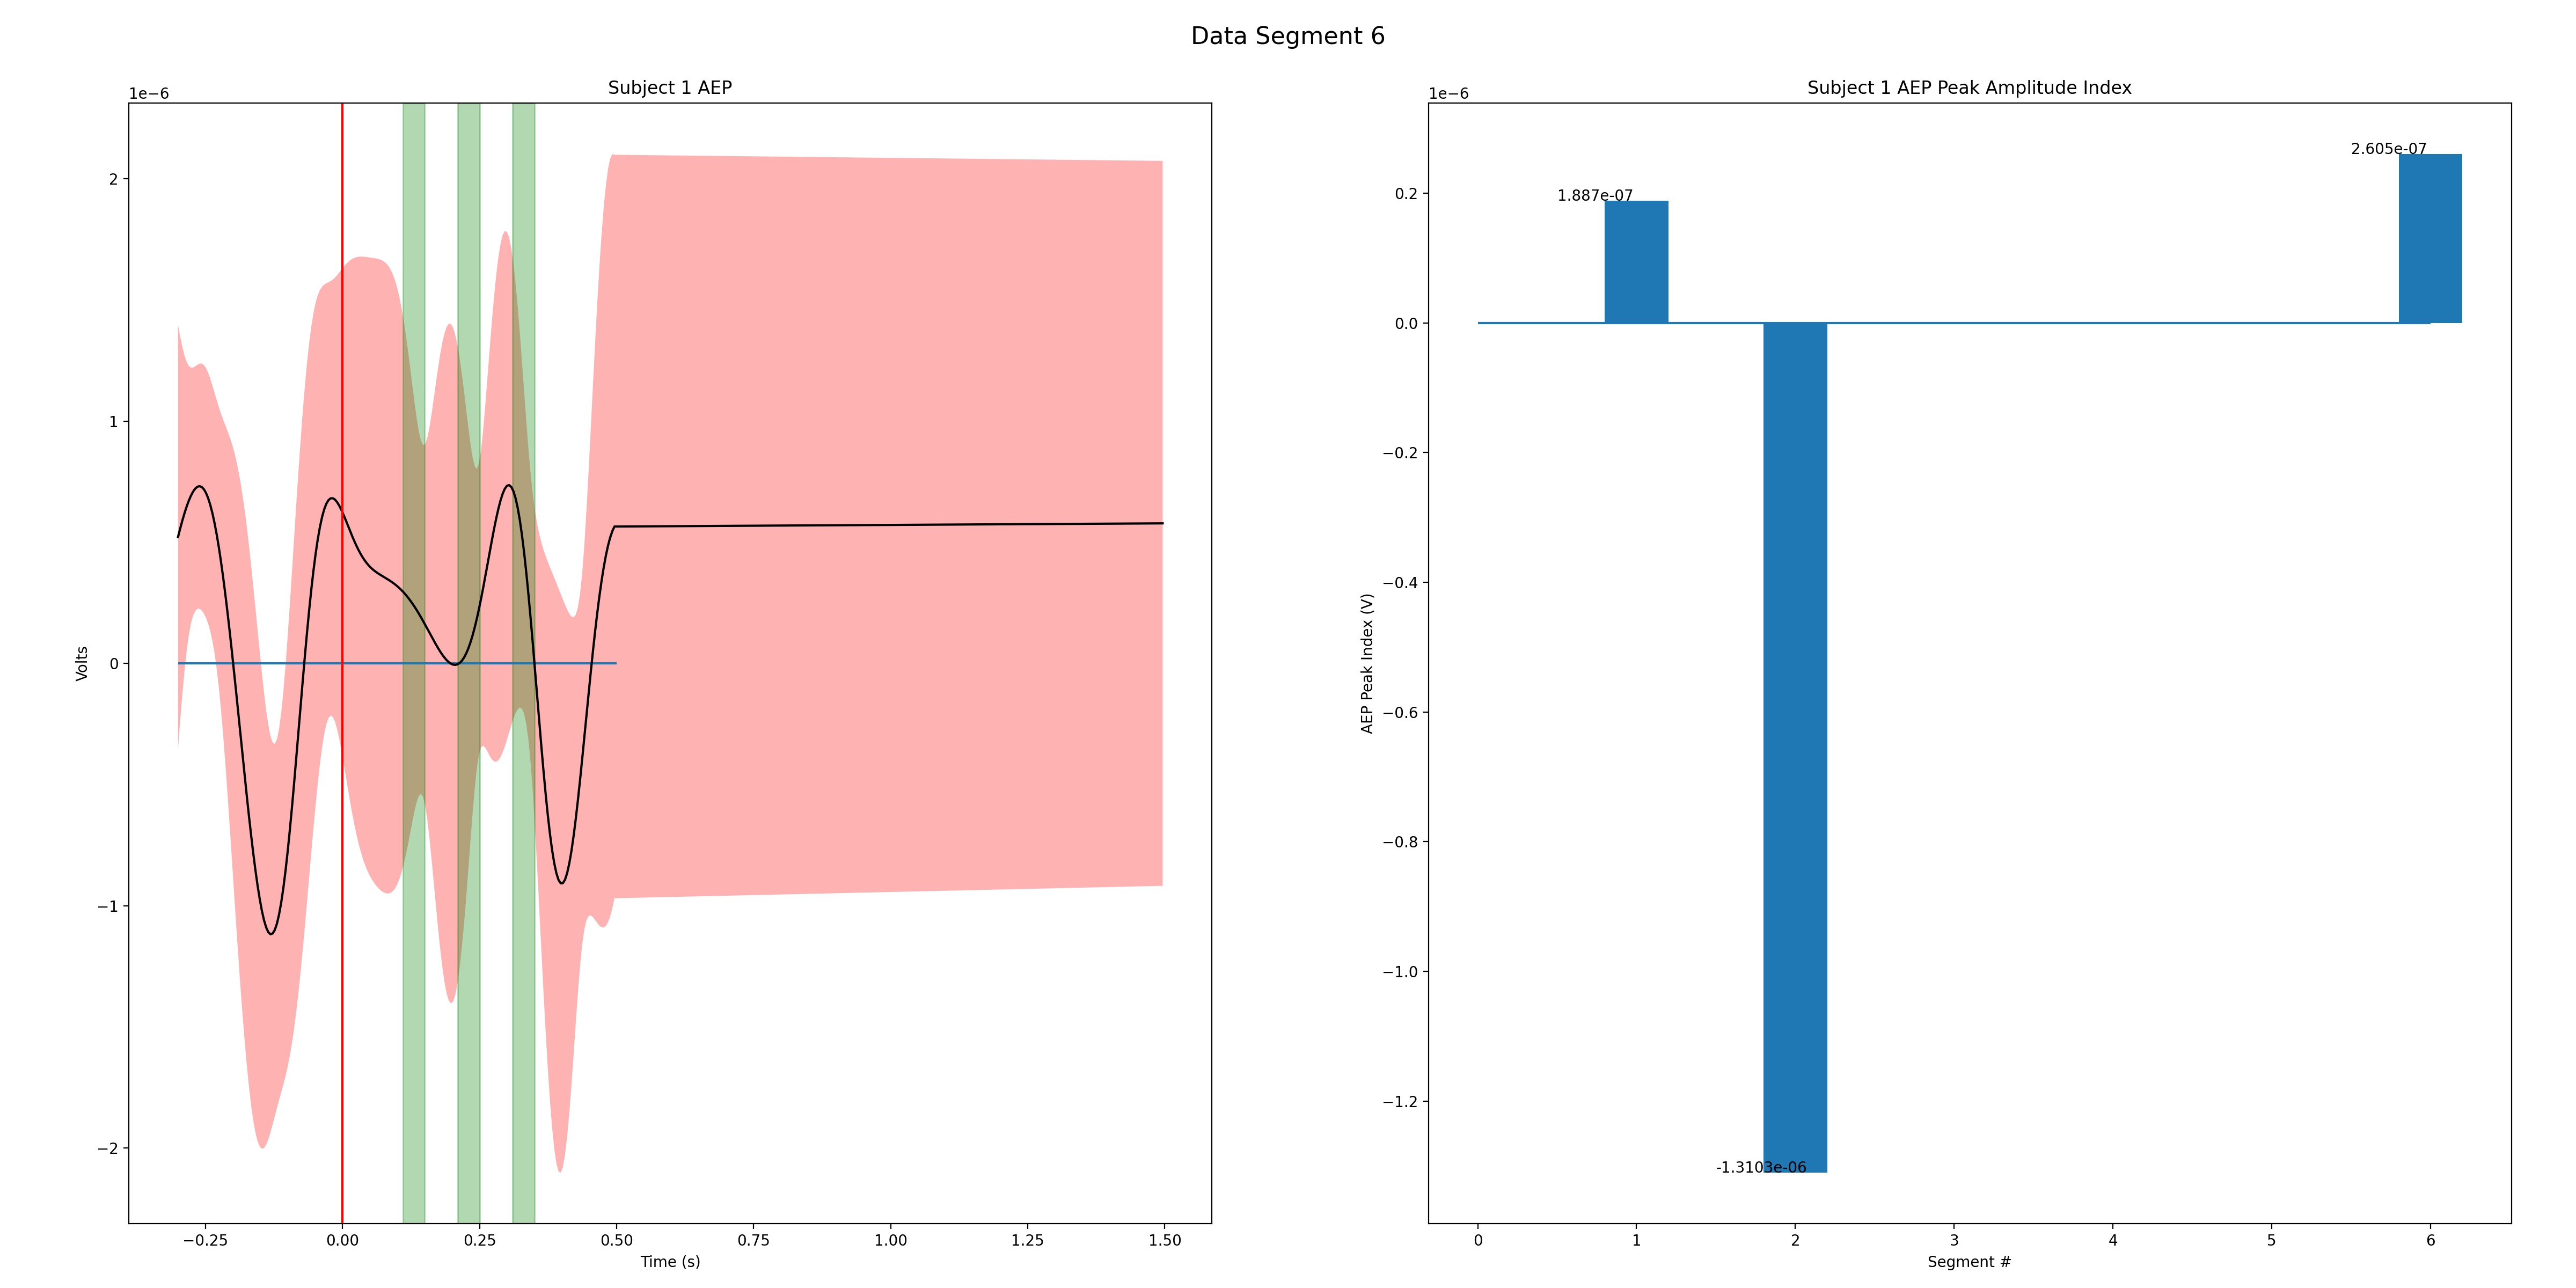 Data Segment 6
Subject 1 AEP
1e−6
2
1
0
−1
−2
Volts
−0.25 0.00 0.25 0.50 0.75 1.00 1.25 1.50
Time (s)
Subject 1 AEP Peak Amplitude Index
1e−6
0.2
0.0
−0.2
−0.4
−0.6
−0.8
−1.0
−1.2
AEP Peak Index (V)
1.887e-07
-1.3103e-06
2.605e-07
0 1 2 3 4 5 6
Segment #